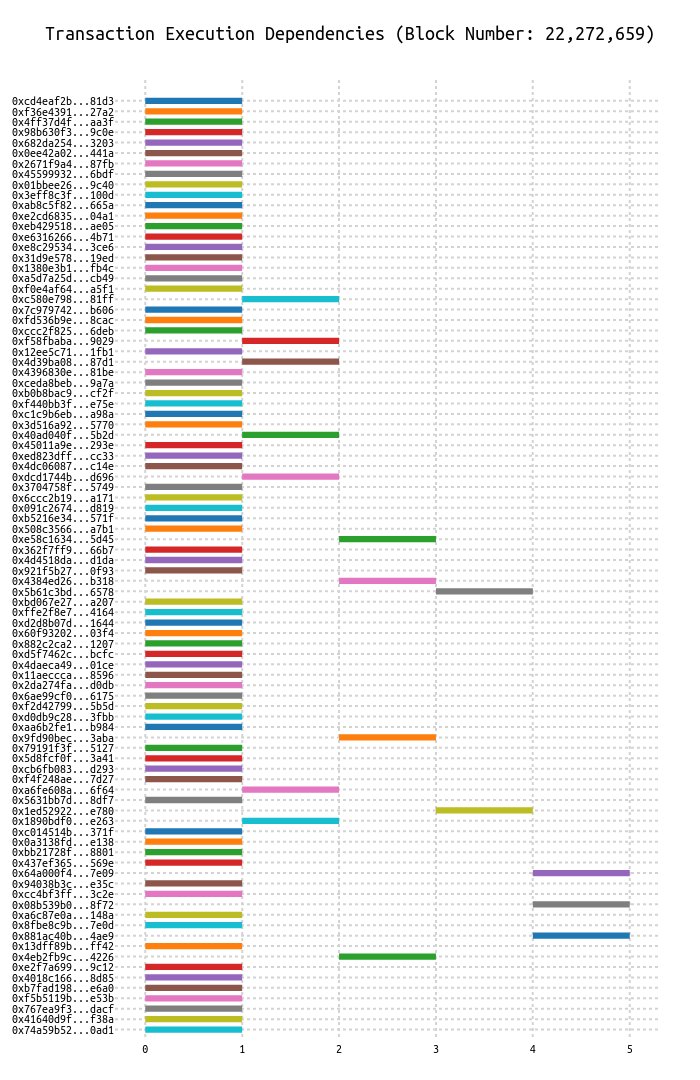 Transaction Execution Dependencies (Block Number: 22,272,659)
0xcd4eaf2b...81d3
0xf36e4391...27a2
0x4ff37d4f...aa3f
0x98b630f3...9c0e
0x682da254...3203
0x0ee42a02...441a
0x2671f9a4...87fb
0x45599932...6bdf
0x01bbee26...9c40
0x3eff8c3f...100d
0xab8c5f82...665a
0xe2cd6835...04a1
0xeb429518...ae05
0xe6316266...4b71
0xe8c29534...3ce6
0x31d9e578...19ed
0x1380e3b1...fb4c
0xa5d7a25d...cb49
0xf0e4af64...a5f1
0xc580e798...81ff
0x7c979742...b606
0xfd536b9e...8cac
0xccc2f825...6deb
0xf58fbaba...9029
0x12ee5c71...1fb1
0x4d39ba08...87d1
0x4396830e...81be
0xceda8beb...9a7a
0xb0b8bac9...cf2f
0xf440bb3f...e75e
0xc1c9b6eb...a98a
0x3d516a92...5770
0x40ad040f...5b2d
0x45011a9e...293e
0xed823dff...cc33
0x4dc06087...c14e
0xdcd1744b...d696
0x3704758f...5749
0x6ccc2b19...a171
0x091c2674...d819
0xb5216e34...571f
0x508c3566...a7b1
0xe58c1634...5d45
0x362f7ff9...66b7
0x4d4518da...d1da
0x921f5b27...0f93
0x4384ed26...b318
0x5b61c3bd...6578
0xbd067e27...a207
0xffe2f8e7...4164
0xd2d8b07d...1644
0x60f93202...03f4
0x882c2ca2...1207
0xd5f7462c...bcfc
0x4daeca49...01ce
0x11aeccca...8596
0x2da274fa...d0db
0x6ae99cf0...6175
0xf2d42799...5b5d
0xd0db9c28...3fbb
0xaa6b2fe1...b984
0x9fd90bec...3aba
0x79191f3f...5127
0x5d8fcf0f...3a41
0xcb6fb083...d293
0xf4f248ae...7d27
0xa6fe608a...6f64
0x5631bb7d...8df7
0x1ed52922...e780
0x1890bdf0...e263
0xc014514b...371f
0x0a3138fd...e138
0xbb21728f...8801
0x437ef365...569e
0x64a000f4...7e09
0x94038b3c...e35c
0xcc4bf3ff...3c2e
0x08b539b0...8f72
0xa6c87e0a...148a
0x8fbe8c9b...7e0d
0x881ac40b...4ae9
0x13dff89b...ff42
0x4eb2fb9c...4226
0xe2f7a699...9c12
0x4018c166...8d85
0xb7fad198...e6a0
0xf5b5119b...e53b
0x767ea9f3...dacf
0x41640d9f...f38a
0x74a59b52...0ad1
0 1 2 3 4 5